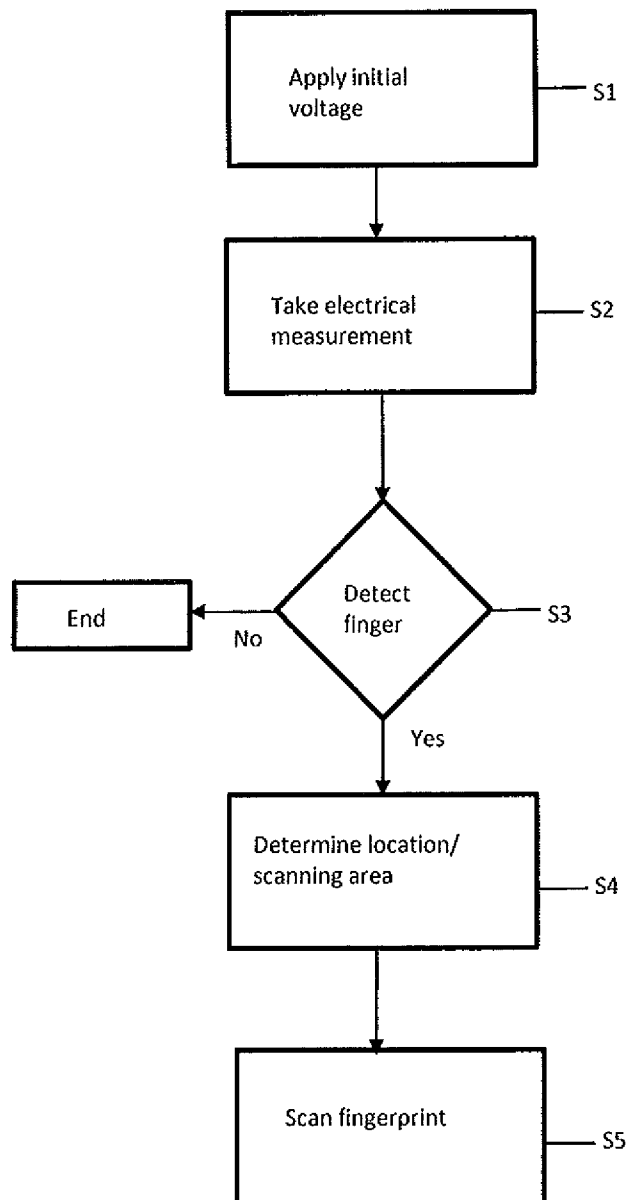 Apply initial
voltage
S1
Take electrical
measurement
S2
Detect
finger
S3
End
No
Yes
Determine location/
scanning area
S4
Scan fingerprint
S5